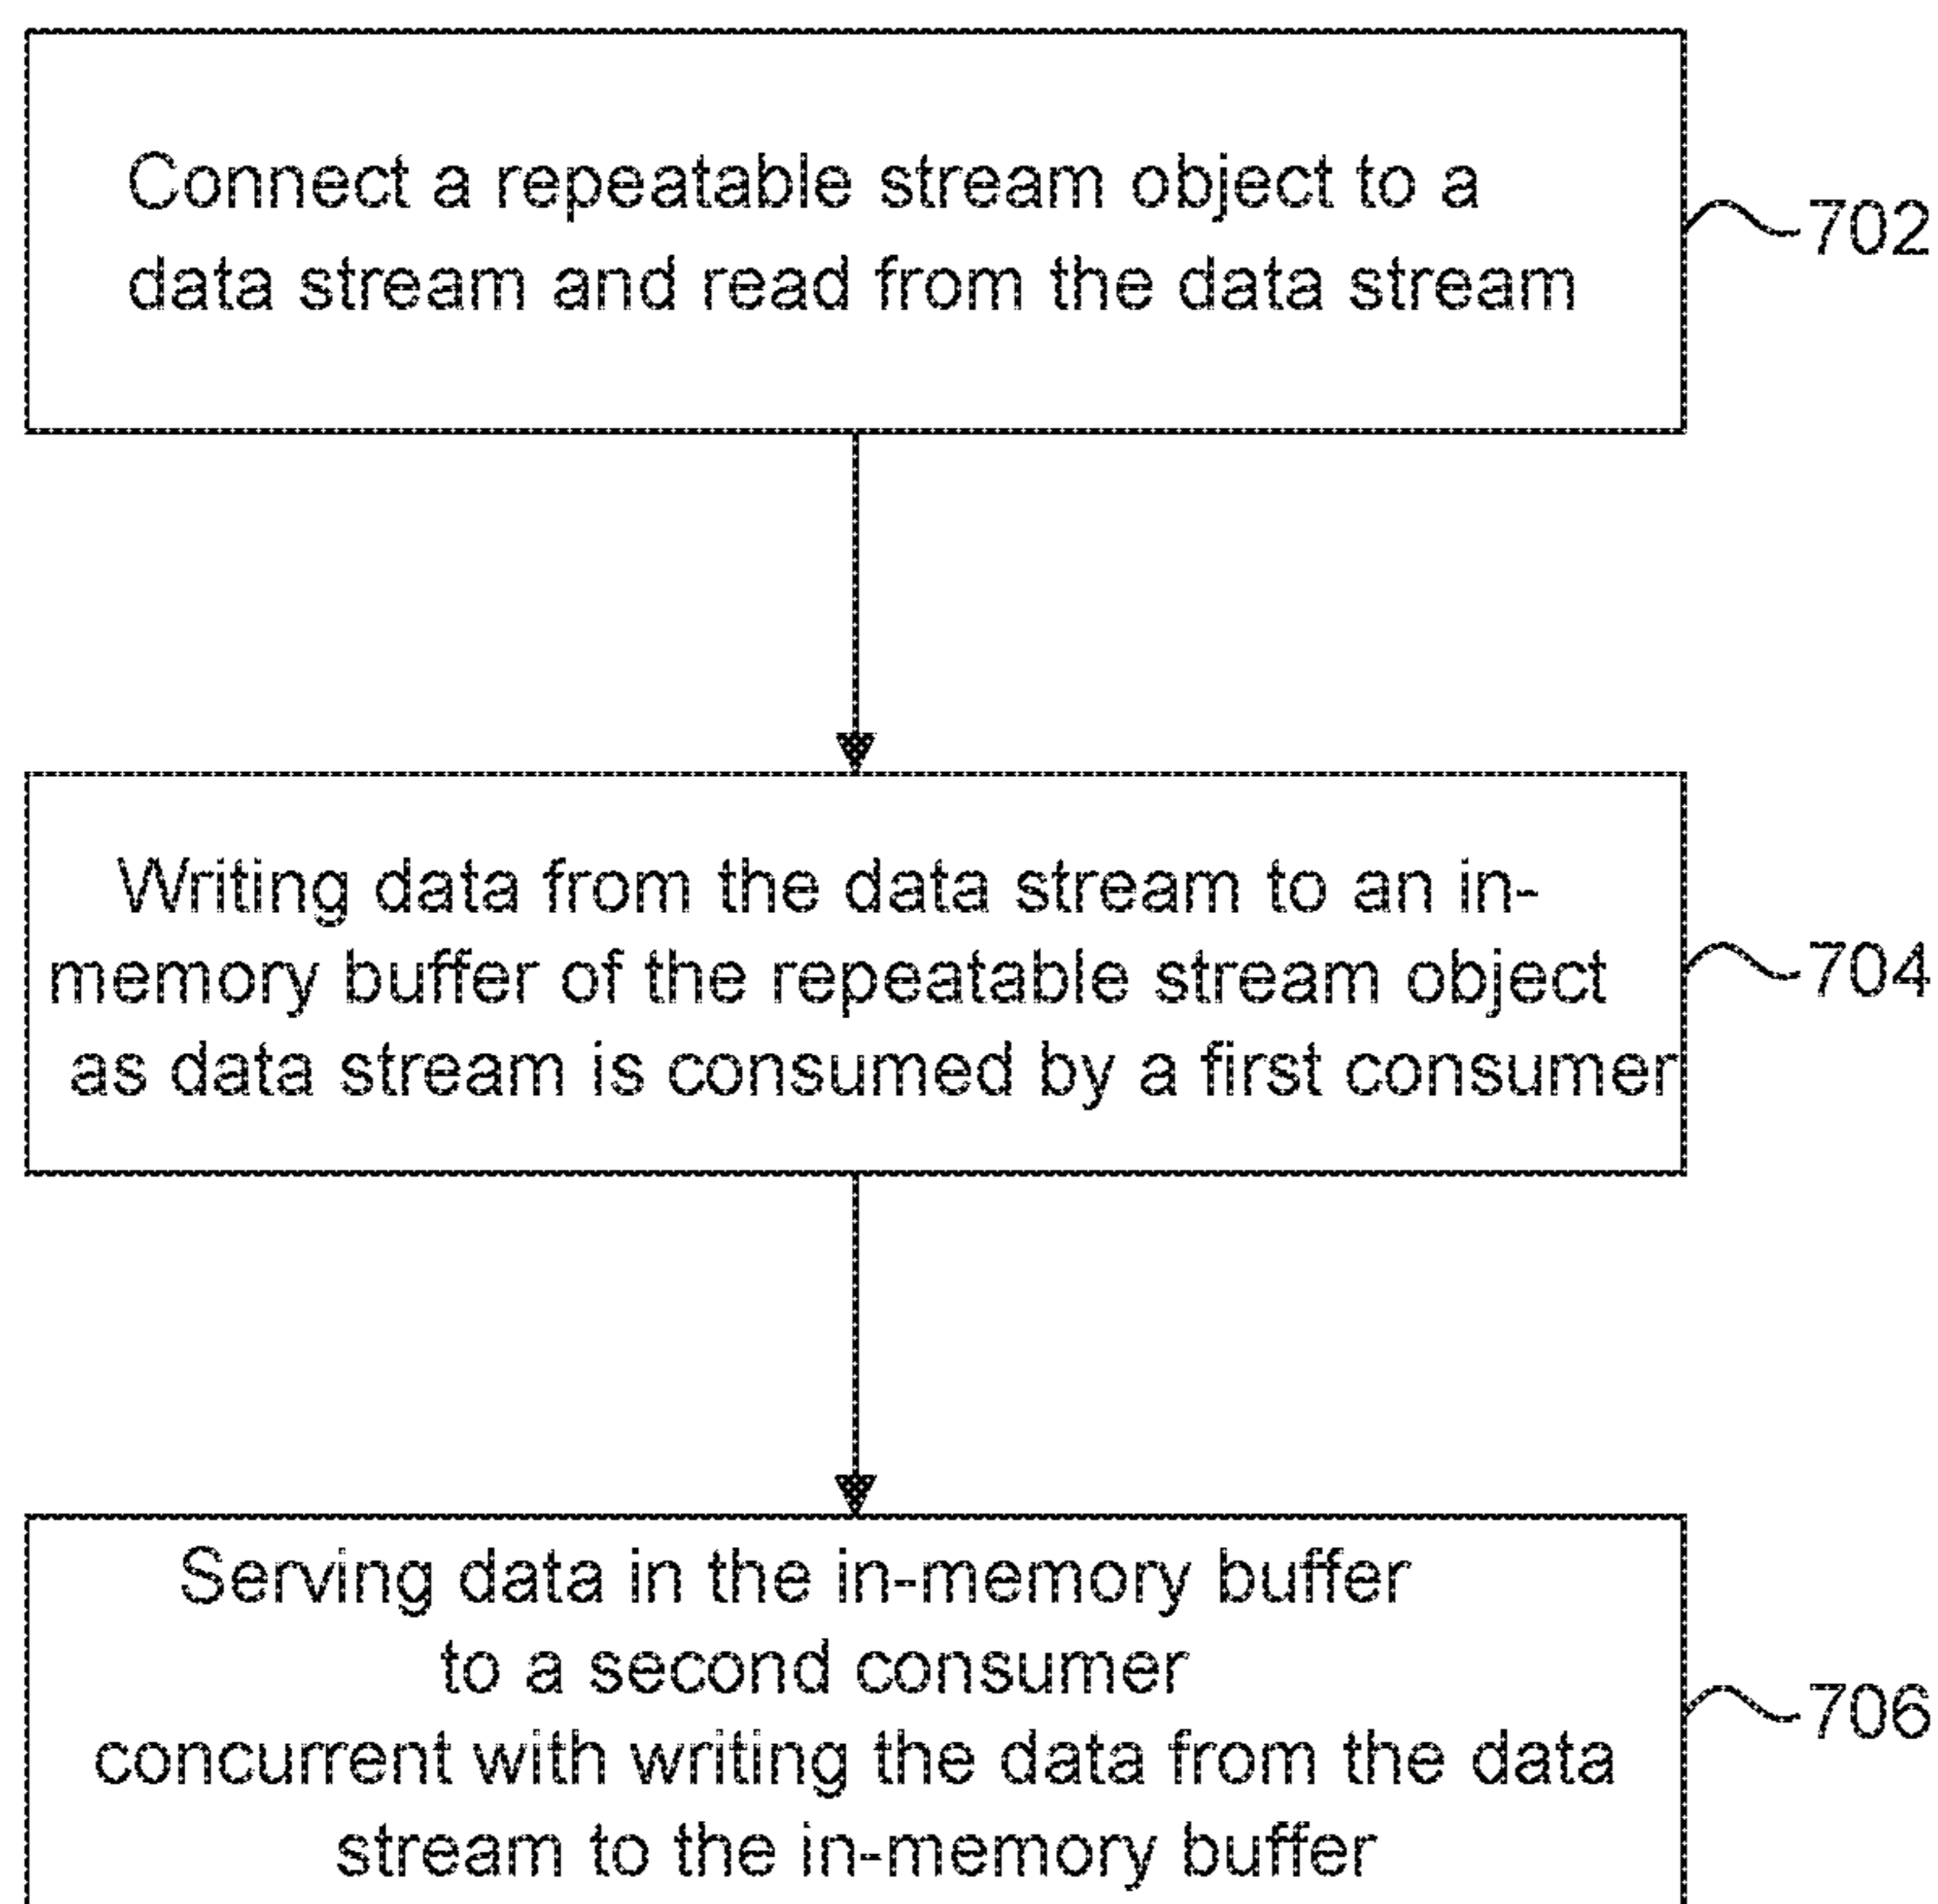 Connect a repeatable stream object to a
data stream and read from the data stream
702
Writing data from the data stream to an in-
memory buffer of the repeatable stream object
as data stream is consumed by a first consumer
704
Serving data in the in-memory buffer
to a second consumer
concurrent with writing the data from the data
stream to the in-memory buffer
706